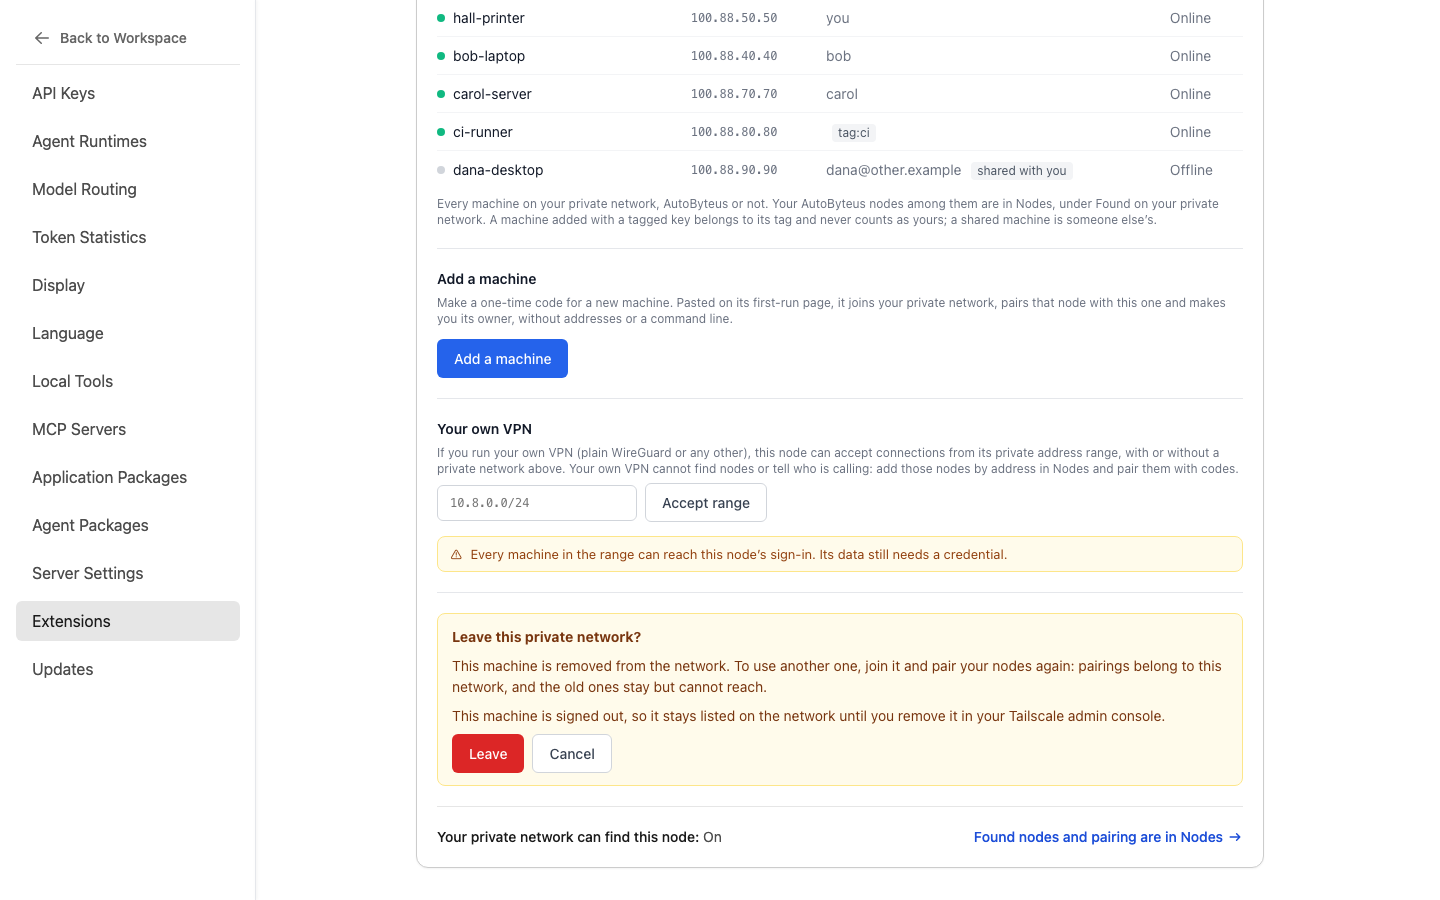 Back to Workspace
API Keys
Agent Runtimes
Model Routing
Token Statistics
Display
Language
Local Tools
MCP Servers
Application Packages
Agent Packages
Server Settings
Extensions
Updates
hall-printer 100.88.50.50 you Online
bob-laptop 100.88.40.40 bob Online
carol-server 100.88.70.70 carol Online
ci-runner 100.88.80.80 tag:ci Online
dana-desktop 100.88.90.90 dana@other.example shared with you Offline
Every machine on your private network, AutoByteus or not. Your AutoByteus nodes among them are in Nodes, under Found on your private
network. A machine added with a tagged key belongs to its tag and never counts as yours; a shared machine is someone else’s.
Add a machine
Make a one-time code for a new machine. Pasted on its first-run page, it joins your private network, pairs that node with this one and makes
you its owner, without addresses or a command line.
Add a machine
Your own VPN
If you run your own VPN (plain WireGuard or any other), this node can accept connections from its private address range, with or without a
private network above. Your own VPN cannot find nodes or tell who is calling: add those nodes by address in Nodes and pair them with codes.
10.8.0.0/24 Accept range
Every machine in the range can reach this node’s sign-in. Its data still needs a credential.
Leave this private network?
This machine is removed from the network. To use another one, join it and pair your nodes again: pairings belong to this
network, and the old ones stay but cannot reach.
This machine is signed out, so it stays listed on the network until you remove it in your Tailscale admin console.
Leave Cancel
Your private network can find this node: On Found nodes and pairing are in Nodes →